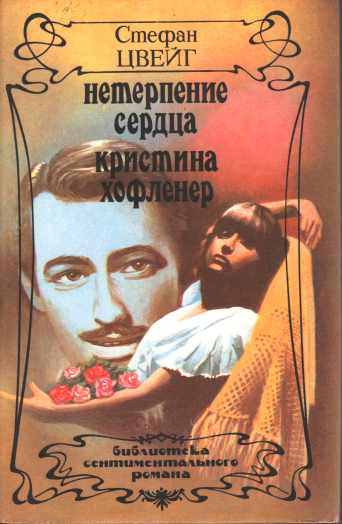 Стефан
ЦВЕЙГ
нетерпение
сердца
кристина
хофленер
библиотека
сентиментального
романа